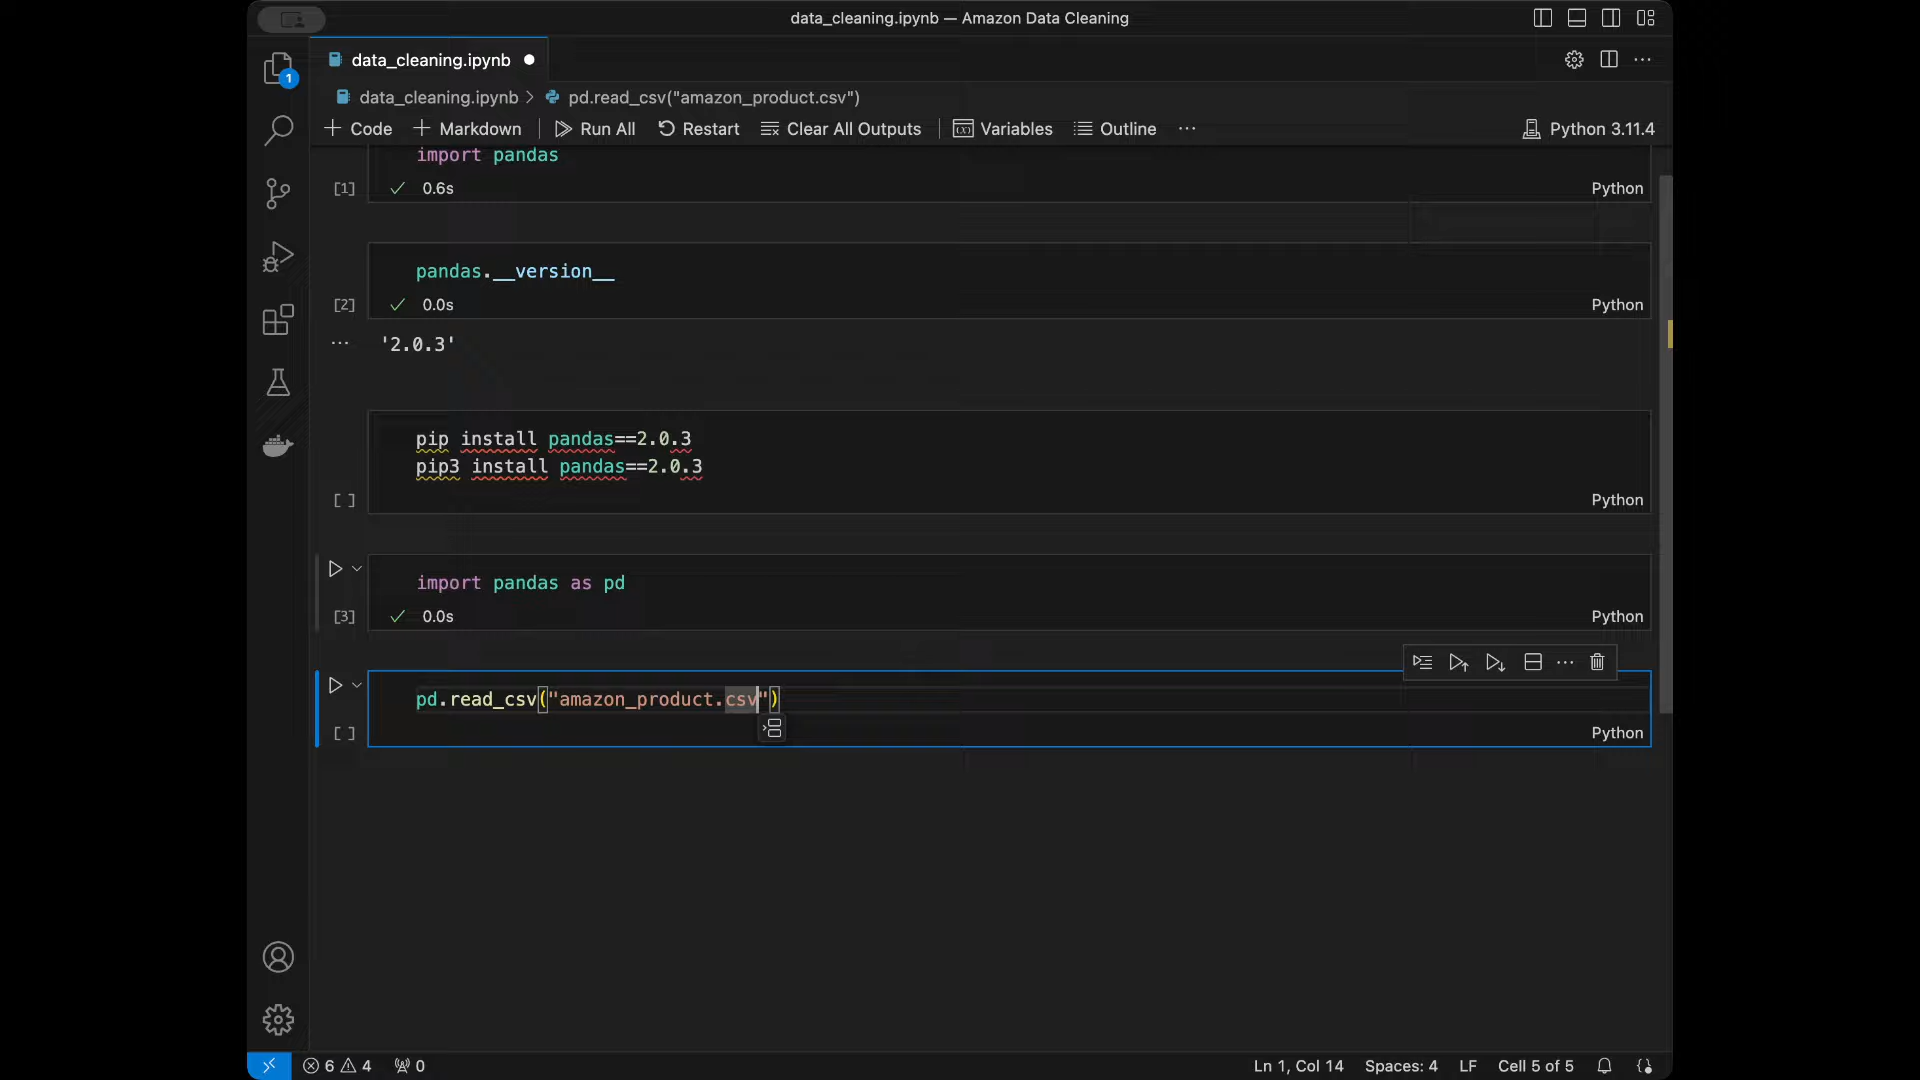 data_cleaning.ipynb — Amazon Data Cleaning
1
data_cleaning.ipynb
data_cleaning.ipynb > pd.read_csv("amazon_product.csv")
+ Code + Markdown Run All Restart Clear All Outputs Variables Outline ··· Python 3.11.4
import pandas
[1] 0.6s Python
pandas.__version__
[2] 0.0s Python
··· '2.0.3'
pip install pandas==2.0.3
pip3 install pandas==2.0.3
[ ] Python
import pandas as pd
[3] 0.0s Python
pd.read_csv("amazon_product.csv")
[ ] Python
6 4 0 Ln 1, Col 14 Spaces: 4 LF Cell 5 of 5